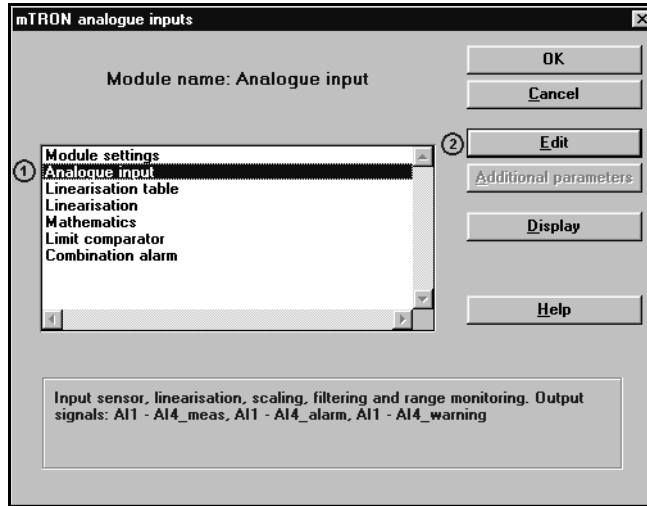 mTRON analogue inputs
Module name: Analogue input
OK
Cancel
① 
② Edit
Module settings
Analogue input
Linearisation table
Linearisation
Mathematics
Limit comparator
Combination alarm
Additional parameters
Display
Help
Input sensor, linearisation, scaling, filtering and range monitoring. Output
signals: AI1 - AI4_meas, AI1 - AI4_alarm, AI1 - AI4_warning